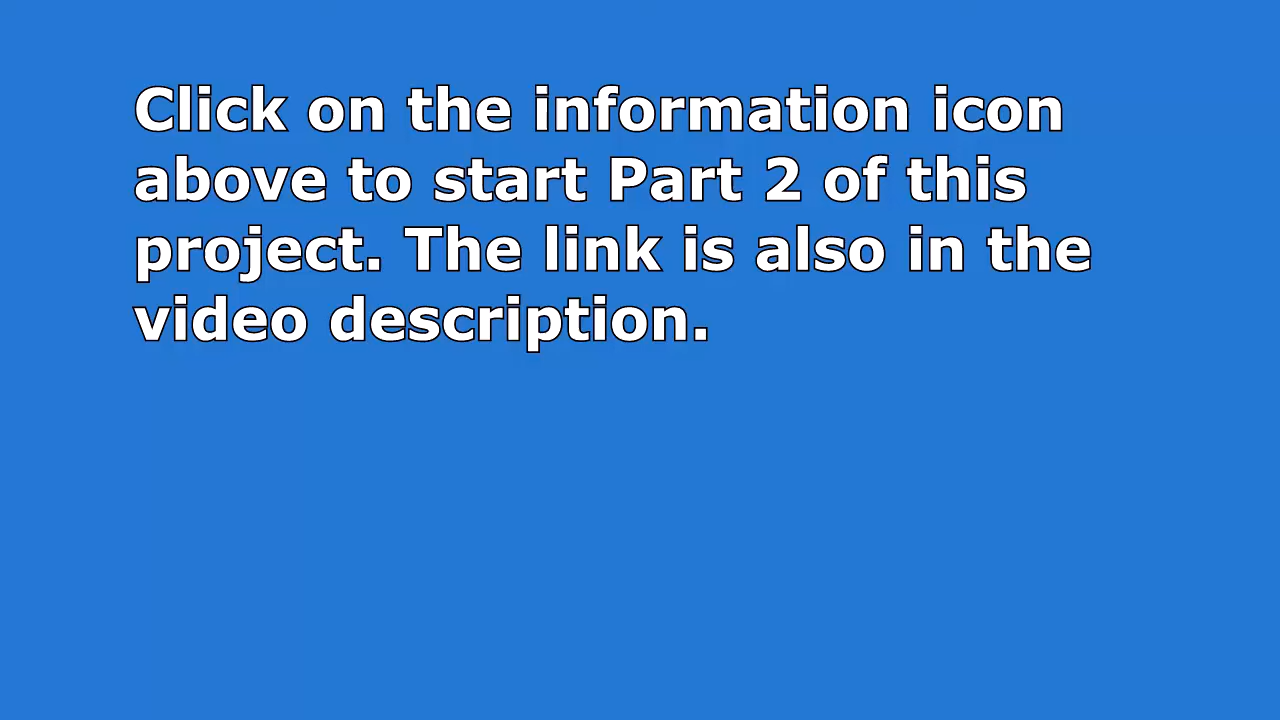 Click on the information icon
above to start Part 2 of this
project. The link is also in the
video description.